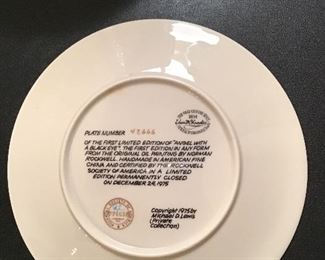 PLATE NUMBER
OF THE FIRST LIMITED EDITION OF "ANGEL WITH
A BLACK EYE". THE FIRST EDITION IN ANY FORM
FROM THE ORIGINAL OIL PAINTING BY NORMAN
ROCKWELL. HANDMADE IN AMERICAN FINE
CHINA AND CERTIFIED BY THE ROCKWELL
SOCIETY OF AMERICA IN A LIMITED
EDITION PERMANENTLY CLOSED
ON DECEMBER 24, 1975
Copyright 1975 by
Michael D. Lewis
(Private
Collection)